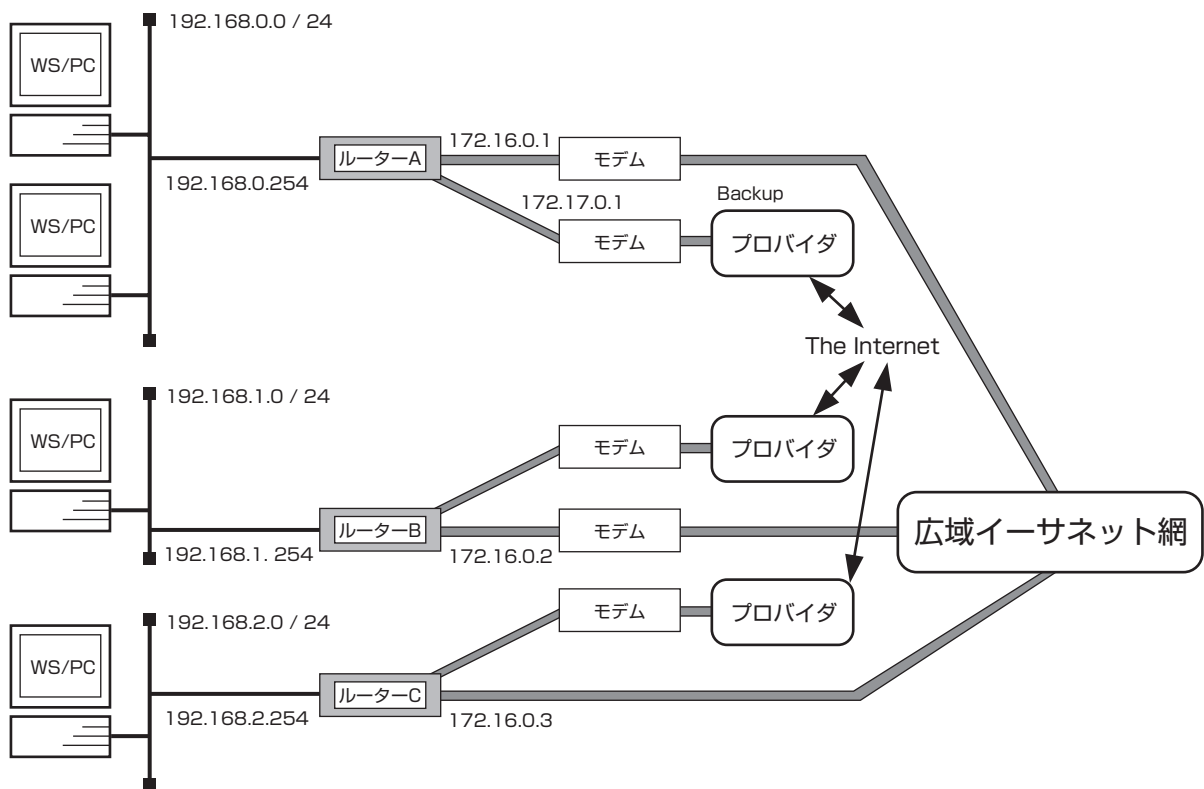 192.168.0.0 / 24
WS/PC
172.16.0.1
ルーターA
モデム
192.168.0.254
172.17.0.1
Backup
WS/PC
モデム
プロバイダ
The Internet
192.168.1.0 / 24
WS/PC
モデム
プロバイダ
ルーターB
モデム
広域イーサネット網
192.168.1. 254
172.16.0.2
192.168.2.0 / 24
モデム
プロバイダ
WS/PC
ルーターC
192.168.2.254
172.16.0.3